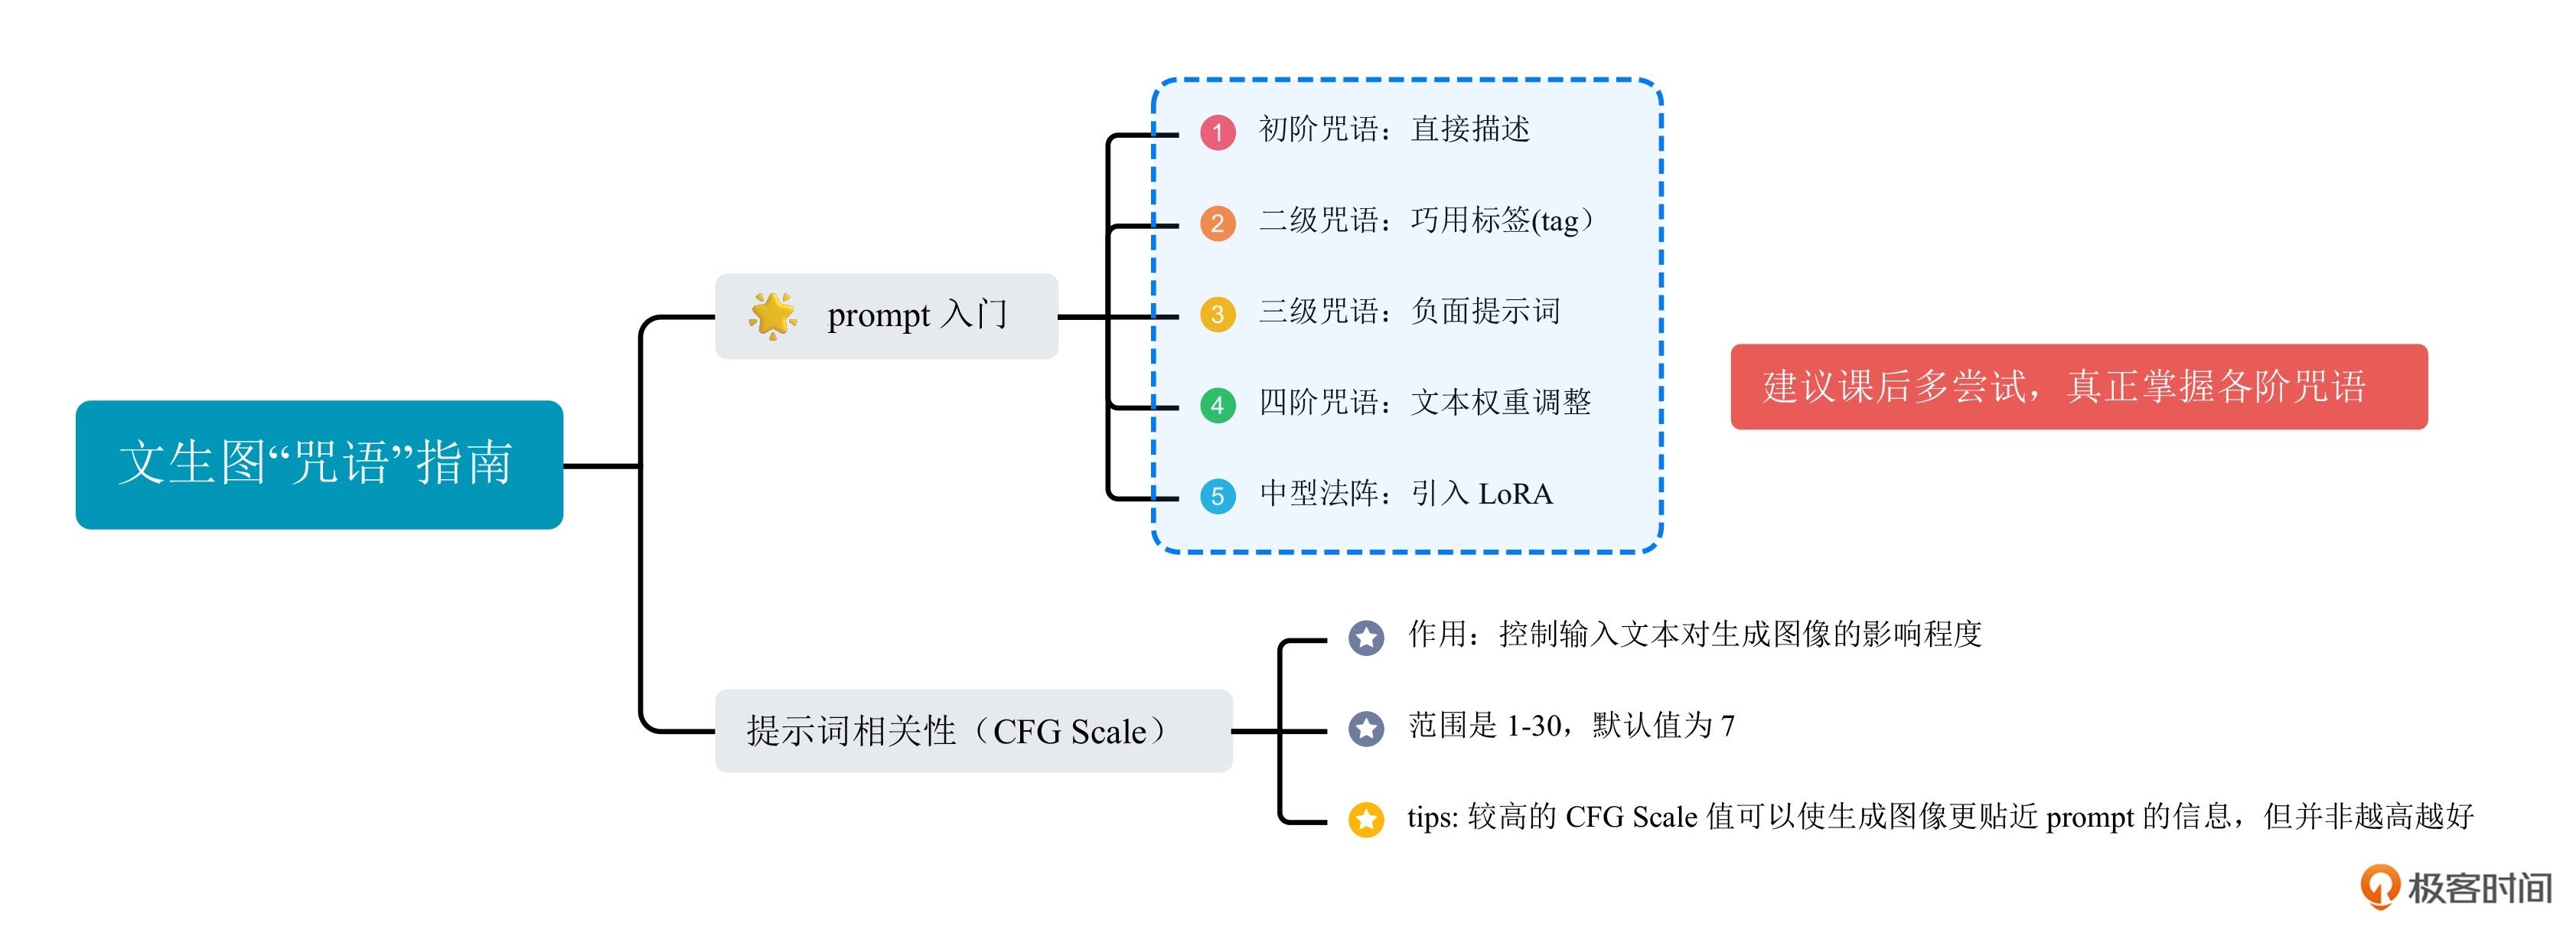 文生图“咒语”指南
prompt 入门
1 初阶咒语：直接描述
2 二级咒语：巧用标签(tag）
3 三级咒语：负面提示词
4 四阶咒语：文本权重调整
5 中型法阵：引入 LoRA
建议课后多尝试，真正掌握各阶咒语
提示词相关性（CFG Scale）
作用：控制输入文本对生成图像的影响程度
范围是 1-30，默认值为 7
tips: 较高的 CFG Scale 值可以使生成图像更贴近 prompt 的信息，但并非越高越好
极客时间